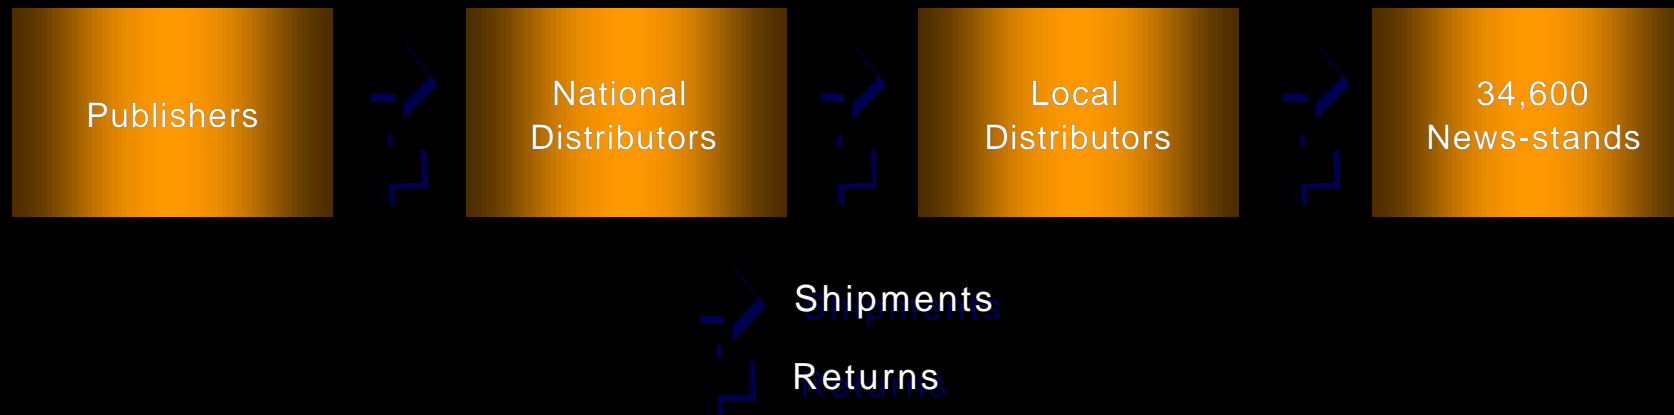 Publishers
National
Distributors
Local
Distributors
34,600
News-stands
Shipments
Returns